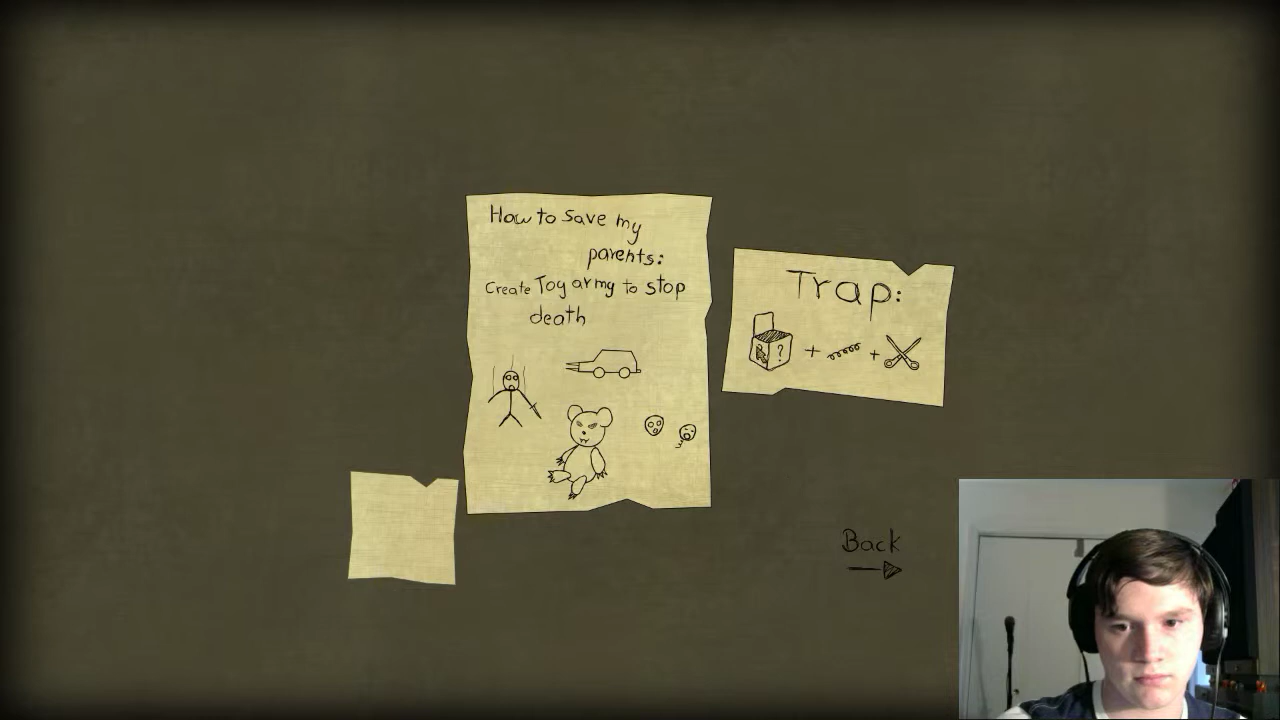 How to save my
parents:
Create Toy army to stop
death
Trap:
?
+ +
Back